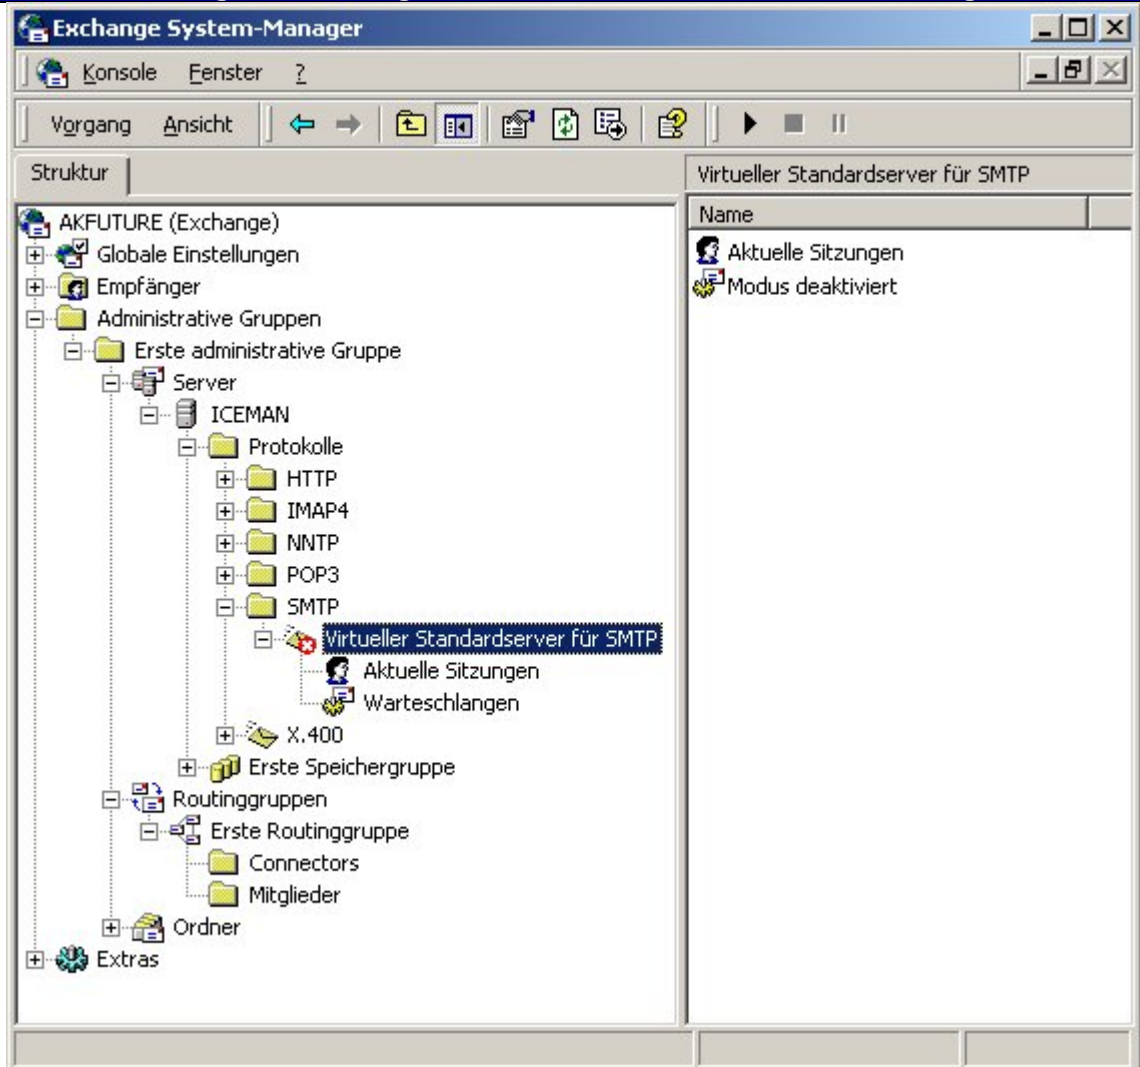 Exchange System-Manager
Konsole Fenster ?
Vorgang Ansicht
Struktur
AKFUTURE (Exchange)
Globale Einstellungen
Empfänger
Administrative Gruppen
Erste administrative Gruppe
Server
ICEMAN
Protokolle
HTTP
IMAP4
NNTP
POP3
SMTP
Virtueller Standardserver für SMTP
Aktuelle Sitzungen
Warteschlangen
X.400
Erste Speichergruppe
Routinggruppen
Erste Routinggruppe
Connectors
Mitglieder
Ordner
Extras
Virtueller Standardserver für SMTP
Name
Aktuelle Sitzungen
Modus deaktiviert